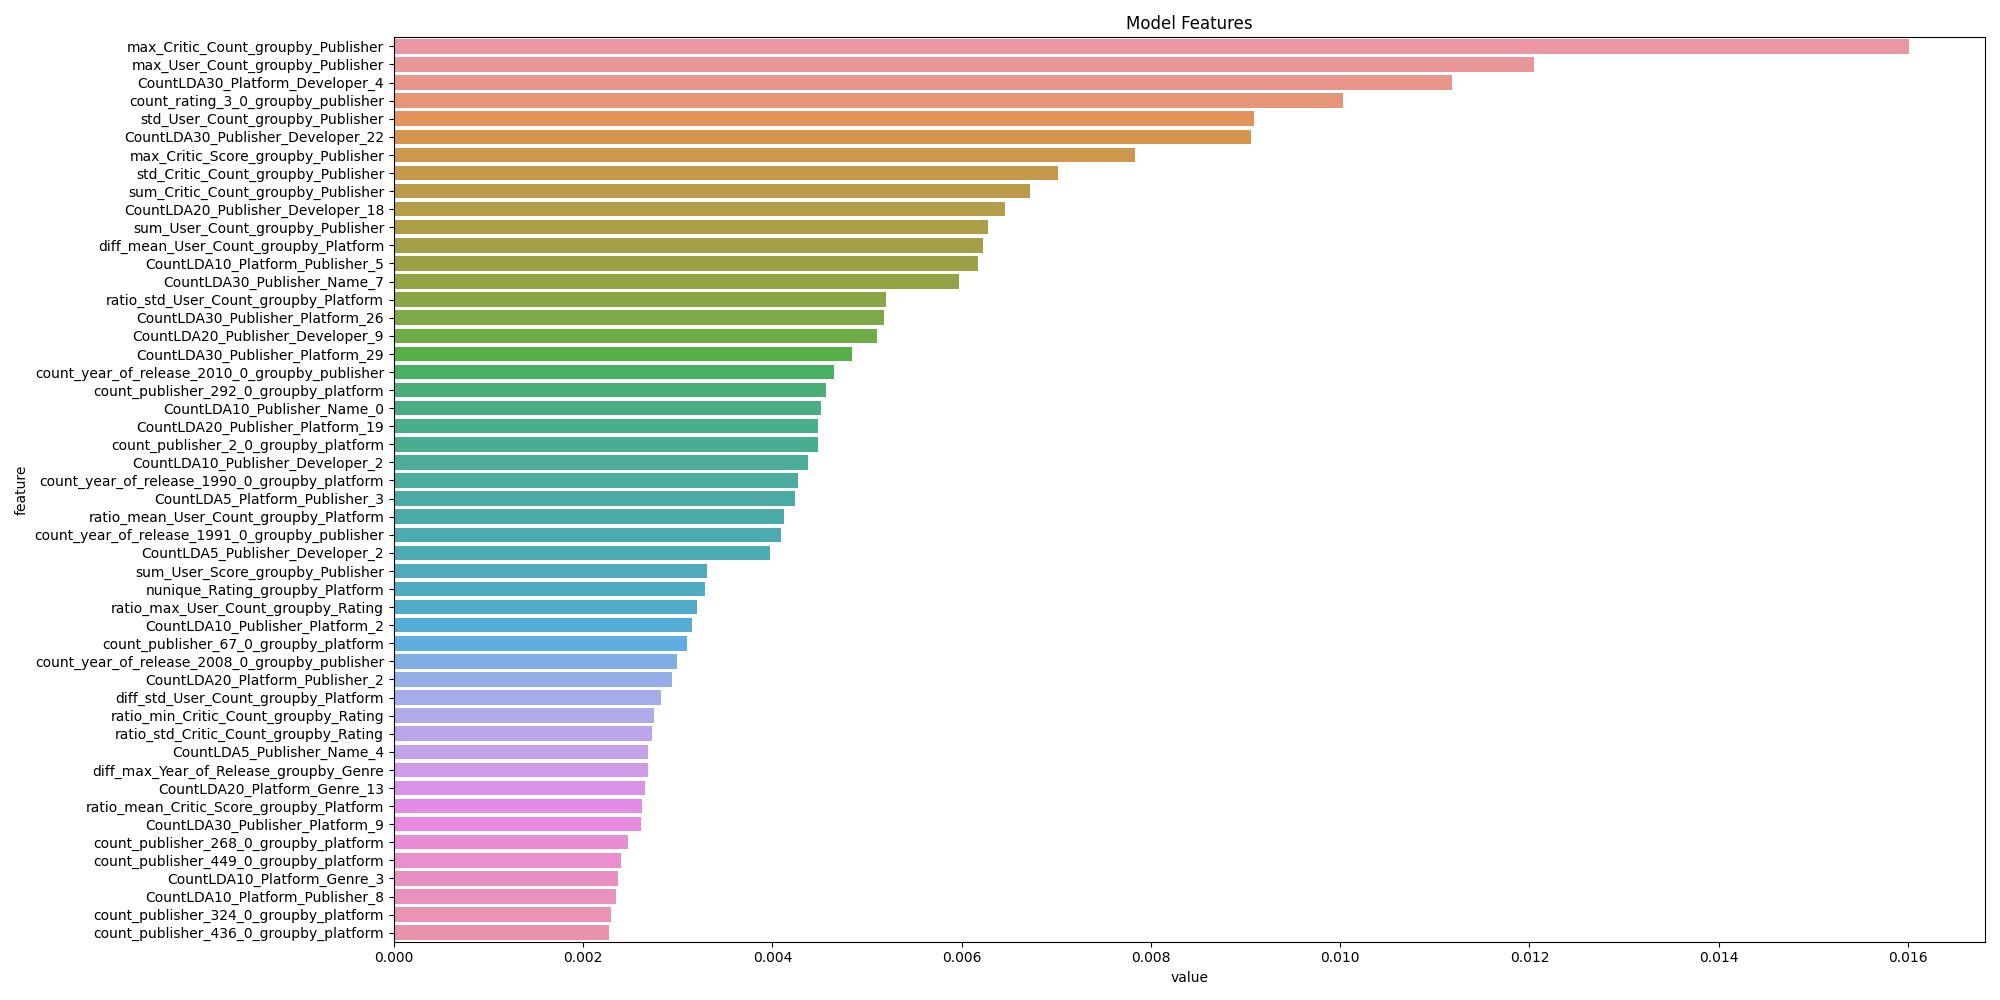 Model Features
max_Critic_Count_groupby_Publisher
max_User_Count_groupby_Publisher
CountLDA30_Platform_Developer_4
count_rating_3_0_groupby_publisher
std_User_Count_groupby_Publisher
CountLDA30_Publisher_Developer_22
max_Critic_Score_groupby_Publisher
std_Critic_Count_groupby_Publisher
sum_Critic_Count_groupby_Publisher
CountLDA20_Publisher_Developer_18
sum_User_Count_groupby_Publisher
diff_mean_User_Count_groupby_Platform
CountLDA10_Platform_Publisher_5
CountLDA30_Publisher_Name_7
ratio_std_User_Count_groupby_Platform
CountLDA30_Publisher_Platform_26
CountLDA20_Publisher_Developer_9
CountLDA30_Publisher_Platform_29
count_year_of_release_2010_0_groupby_publisher
count_publisher_292_0_groupby_platform
CountLDA10_Publisher_Name_0
CountLDA20_Publisher_Platform_19
count_publisher_2_0_groupby_platform
CountLDA10_Publisher_Developer_2
count_year_of_release_1990_0_groupby_platform
CountLDA5_Platform_Publisher_3
ratio_mean_User_Count_groupby_Platform
count_year_of_release_1991_0_groupby_publisher
CountLDA5_Publisher_Developer_2
sum_User_Score_groupby_Publisher
nunique_Rating_groupby_Platform
ratio_max_User_Count_groupby_Rating
CountLDA10_Publisher_Platform_2
count_publisher_67_0_groupby_platform
count_year_of_release_2008_0_groupby_publisher
CountLDA20_Platform_Publisher_2
diff_std_User_Count_groupby_Platform
ratio_min_Critic_Count_groupby_Rating
ratio_std_Critic_Count_groupby_Rating
CountLDA5_Publisher_Name_4
diff_max_Year_of_Release_groupby_Genre
CountLDA20_Platform_Genre_13
ratio_mean_Critic_Score_groupby_Platform
CountLDA30_Publisher_Platform_9
count_publisher_268_0_groupby_platform
count_publisher_449_0_groupby_platform
CountLDA10_Platform_Genre_3
CountLDA10_Platform_Publisher_8
count_publisher_324_0_groupby_platform
count_publisher_436_0_groupby_platform
feature
0.000 0.002 0.004 0.006 0.008 0.010 0.012 0.014 0.016
value